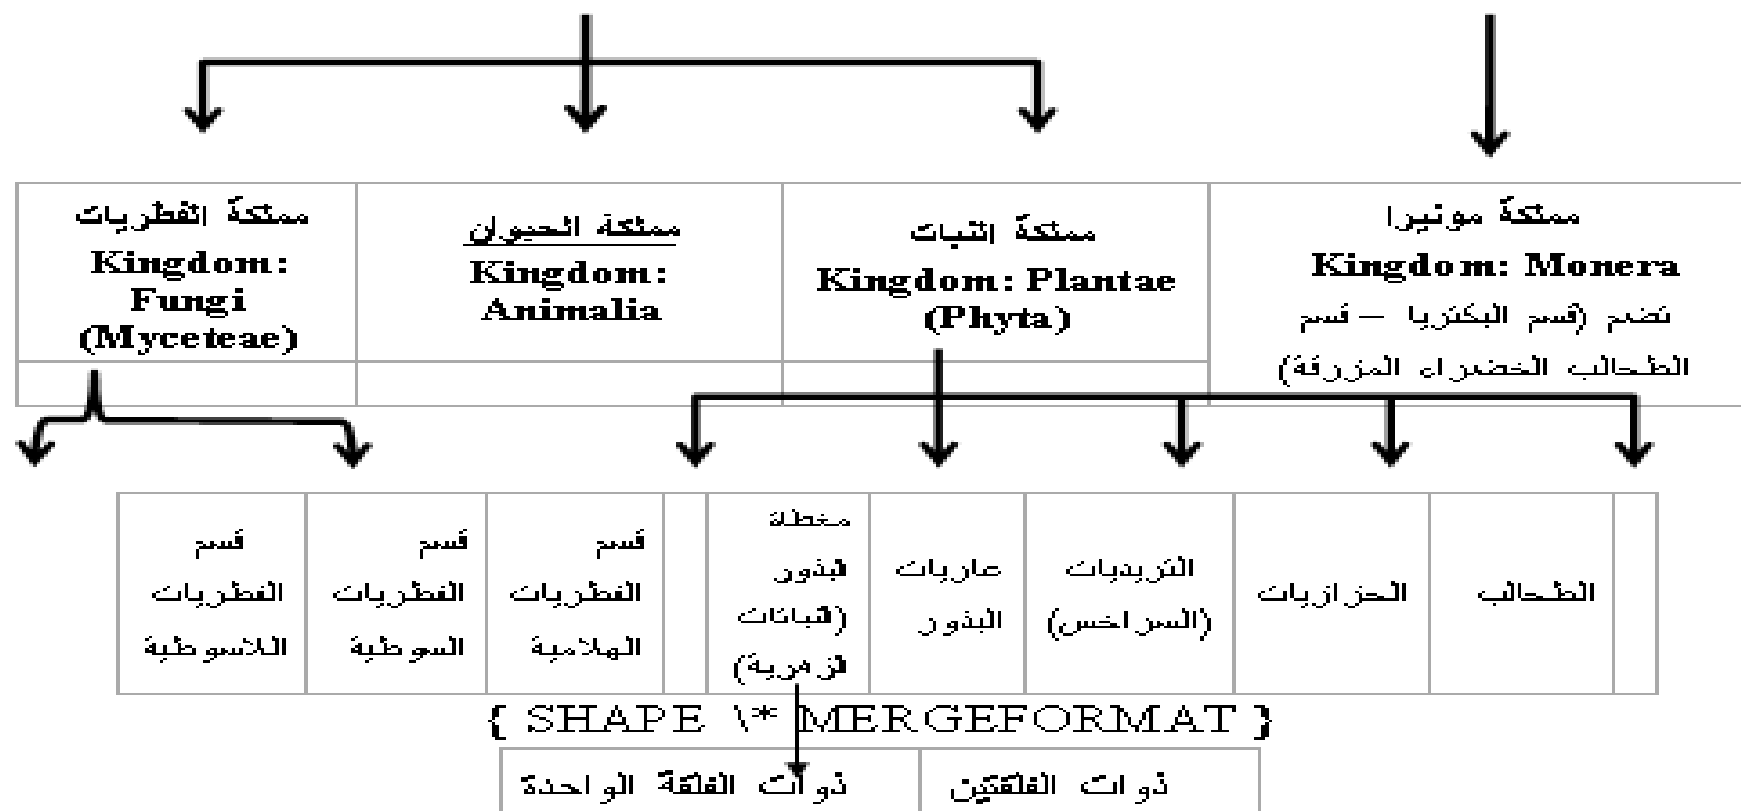 مملكة مونيرا
Kingdom: Monera
تضم (قسم البكتريا – قسم
الطحالب الخضراء المزرقة)
مملكة النبات
Kingdom: Plantae
(Phyta)
مملكة الحيوان
Kingdom:
Animalia
مملكة الفطريات
Kingdom:
Fungi
(Myceteae)
الطحالب
الحزازيات
التريديات
(السراخس)
عاريات
البذور
مغطاة
البذور
(النباتات
الزهرية)
قسم
الفطريات
الهلامية
قسم
الفطريات
السوطية
قسم
الفطريات
اللاسوطية
{ SHAPE \* MERGEFORMAT }
ذوات الفلقتين
ذوات الفلقة الواحدة